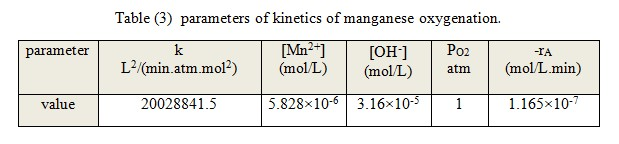 Table (3) parameters of kinetics of manganese oxygenation.
parameter k [Mn²⁺] [OH⁻] PO2 -rA
L²/(min.atm.mol²) (mol/L) (mol/L) atm (mol/L.min)
value 20028841.5 5.828×10⁻⁶ 3.16×10⁻⁵ 1 1.165×10⁻⁷